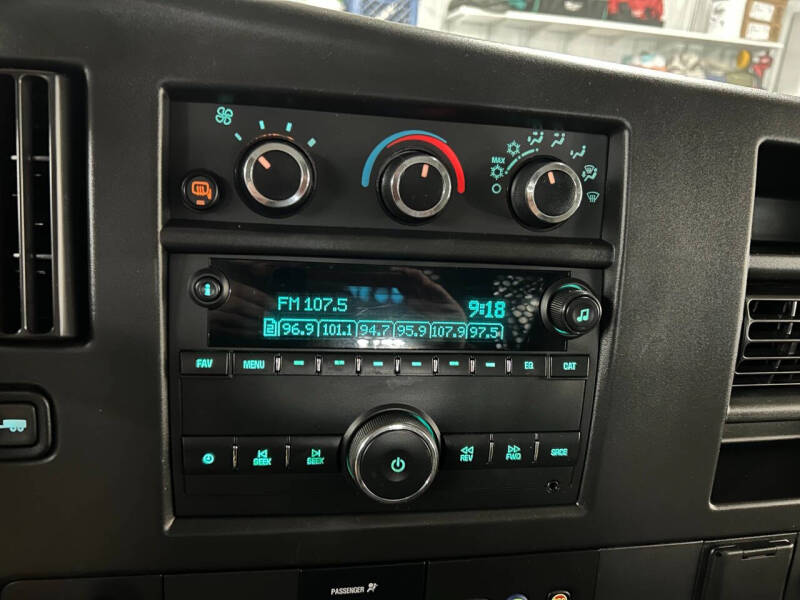 MAX
FM 107.5 9:18
2 96.9 101.1 94.7 95.9 107.9 97.5
FAV MENU EQ CAT
SEEK SEEK REV FWD SRCE
PASSENGER